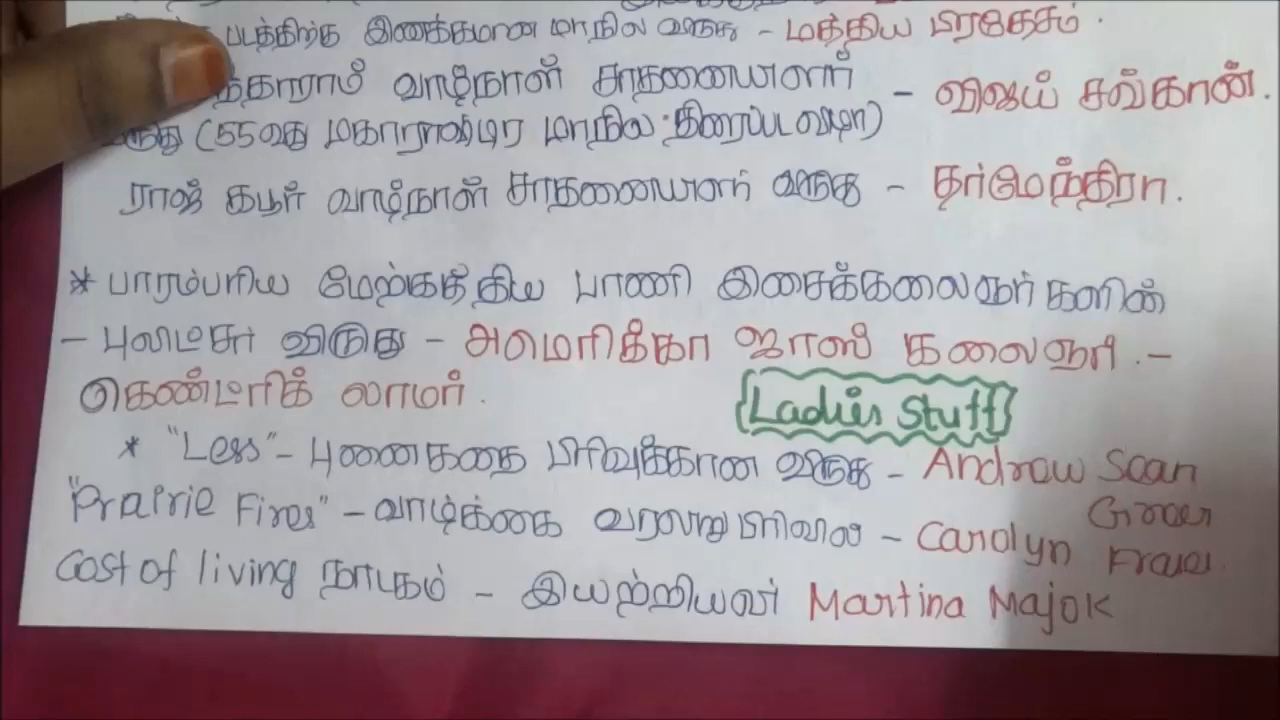 படத்திற்கு இணக்கமான மாநில விருது - மத்திய பிரதேசம்.
வாழ்நாள் சாதனையாளர் - விஜய் சவ்கான்.
(55வது மகாராஷ்டிர மாநில திரைப்பட விழா)
ராஜ் கபூர் வாழ்நாள் சாதனையாளர் விருது - தர்மேந்திரா.
* பாரம்பரிய மேற்கத்திய பாணி இசைக்கலைஞர்களின்
- புலிட்சர் விருது - அமெரிக்கா ஜாஸ் கலைஞர். -
கெண்ட்ரிக் லாமர்.
Ladies Stuff
* "Less" - புனைகதை பிரிவுக்கான விருது - Andrew Sean
Greer
"Prairie Fires" - வாழ்க்கை வரலாறு பிரிவில் - Carolyn Fraser
Cost of living நாடகம் - இயற்றியவர் Martina Majok